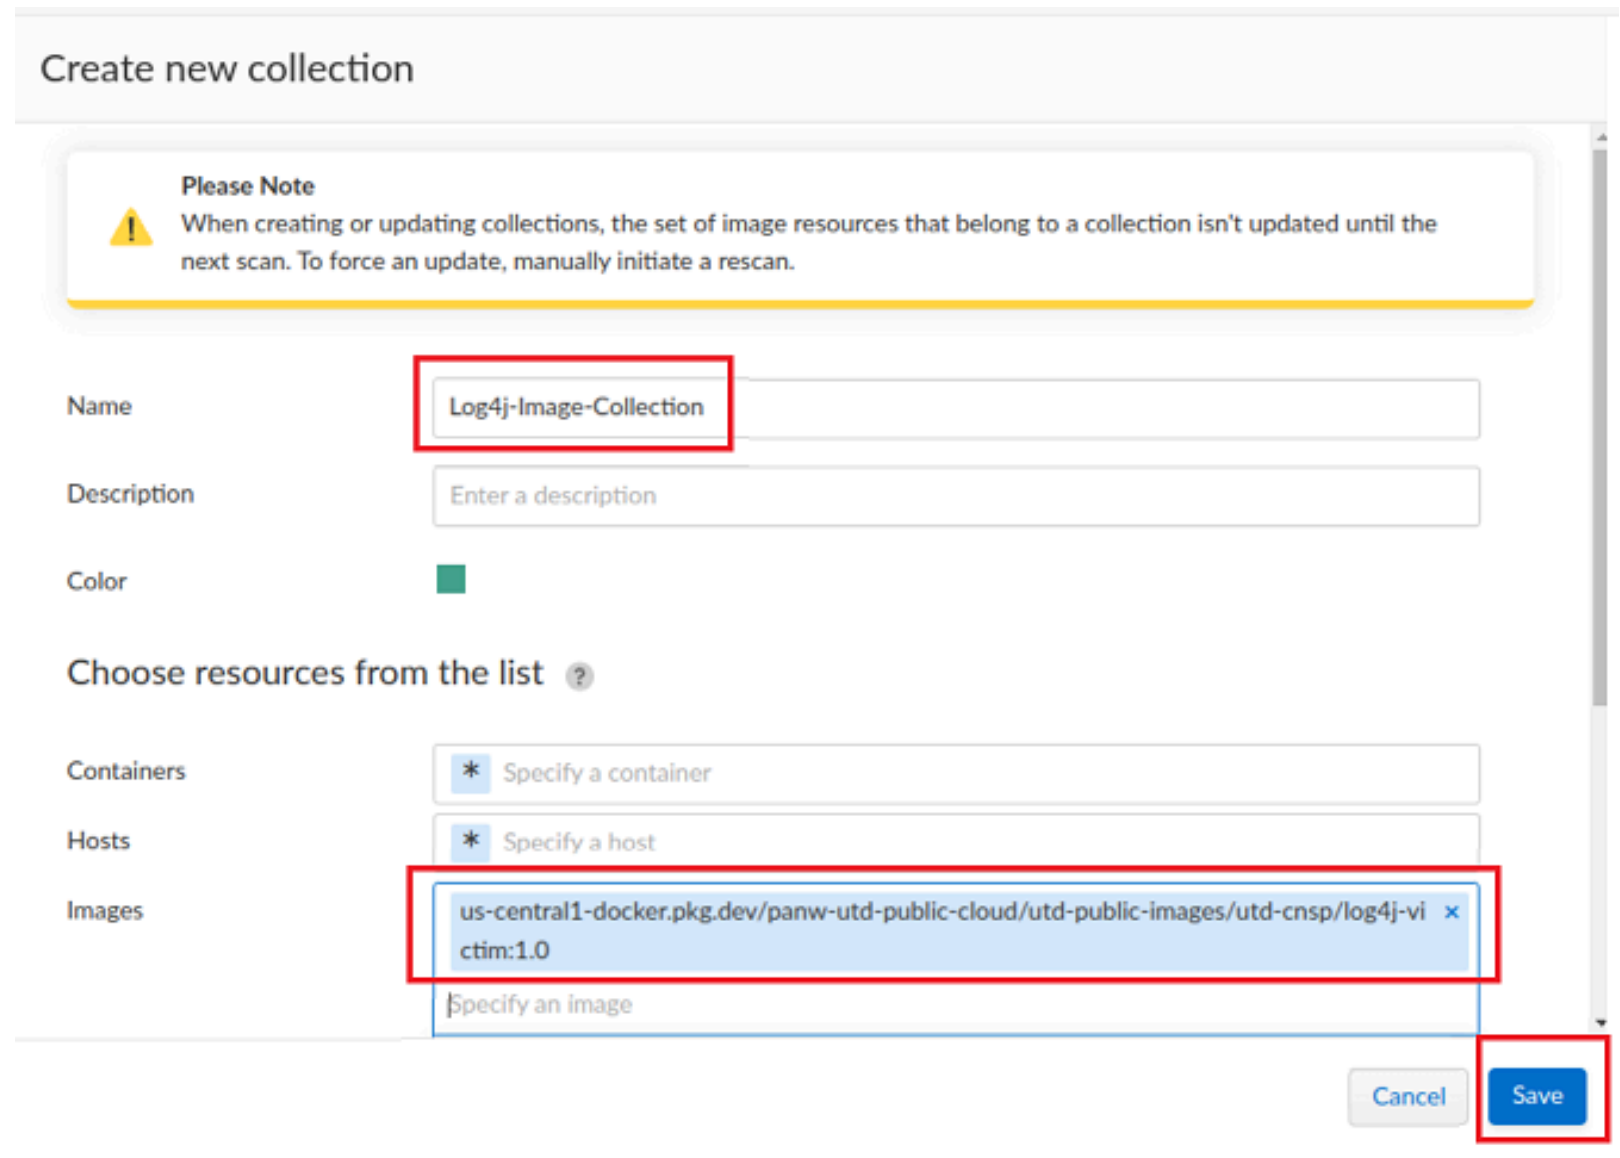 Create new collection
Please Note
When creating or updating collections, the set of image resources that belong to a collection isn't updated until the
next scan. To force an update, manually initiate a rescan.
Name
Log4j-Image-Collection
Description
Enter a description
Color
Choose resources from the list ?
Containers
* Specify a container
Hosts
* Specify a host
Images
us-central1-docker.pkg.dev/panw-utd-public-cloud/utd-public-images/utd-cnsp/log4j-vi ×
ctim:1.0
Specify an image
Cancel
Save